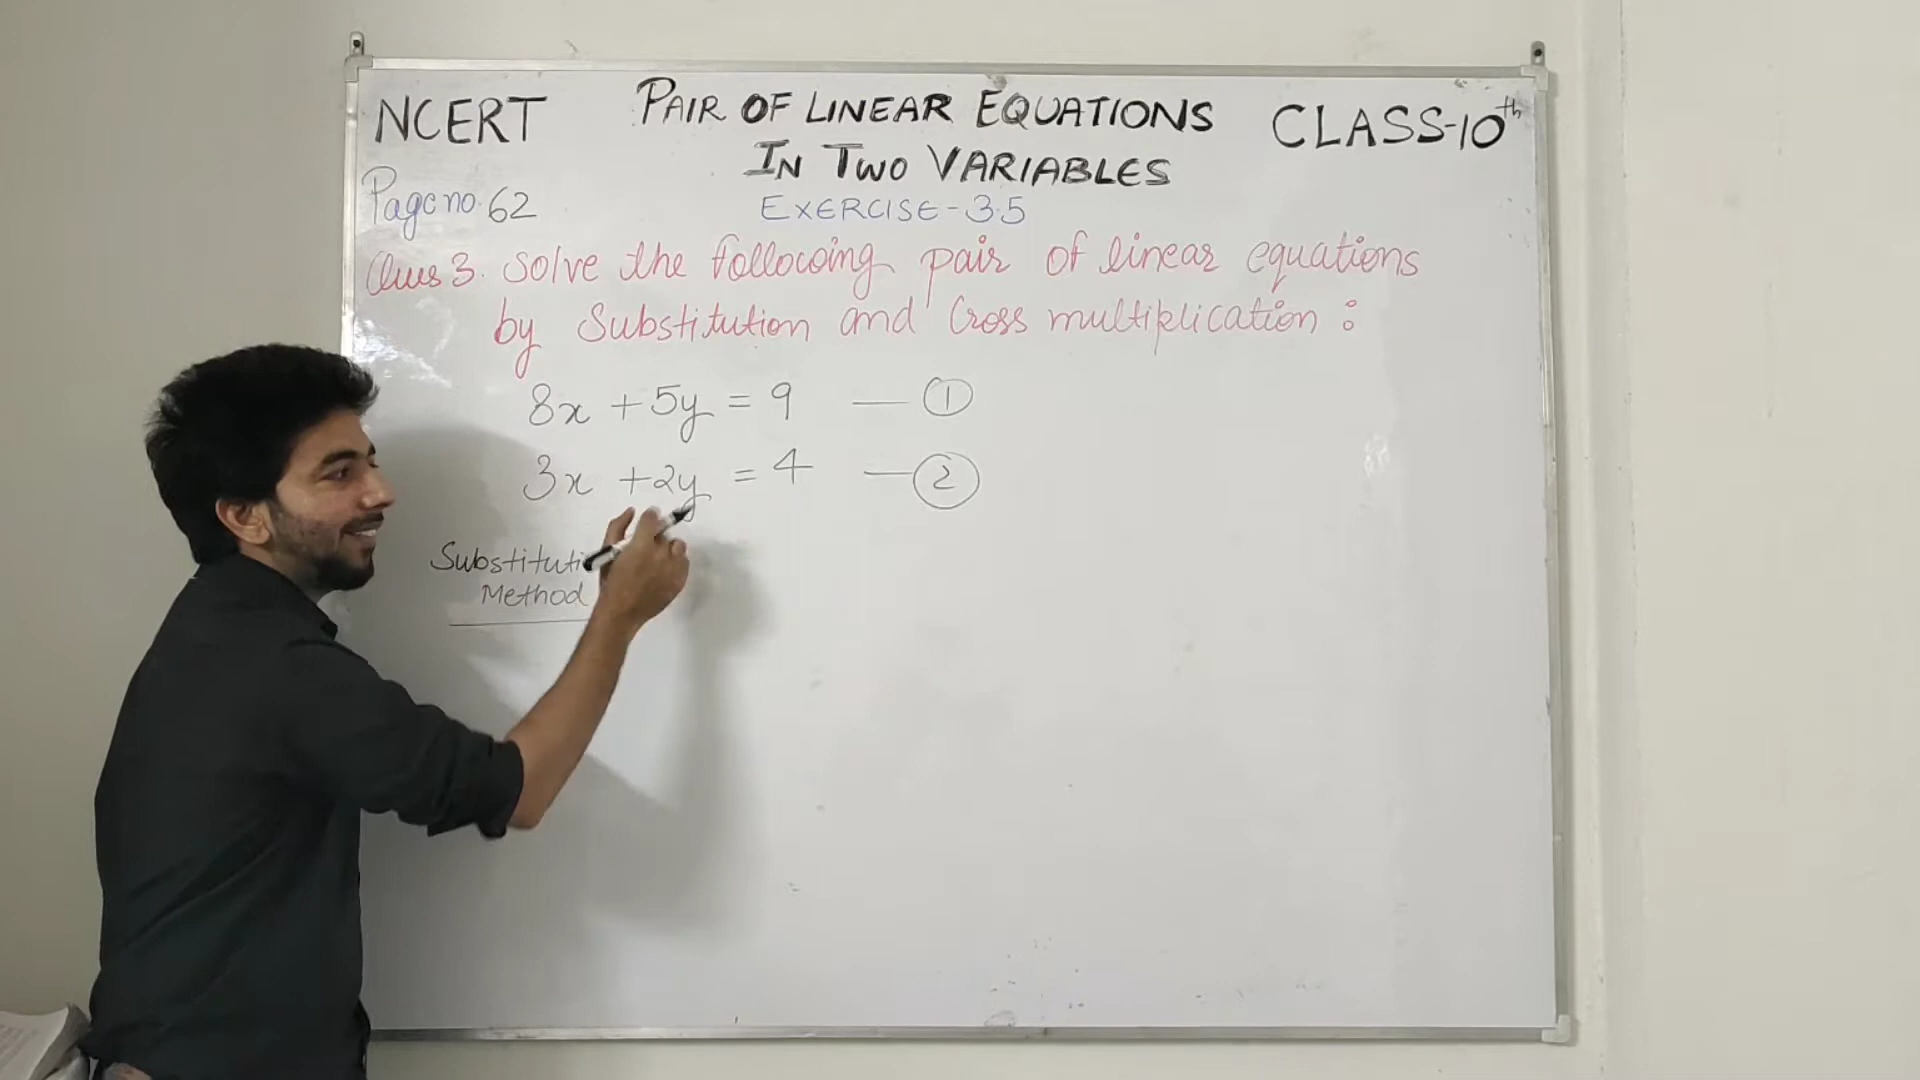 NCERT PAIR OF LINEAR EQUATIONS CLASS-10th
IN TWO VARIABLES
Page no. 62 EXERCISE-3.5
Ques 3. Solve the following pair of linear equations
by Substitution and Cross multiplication :
8x + 5y = 9 — 1
3x + 2y = 4 — 2
Substituti
Method